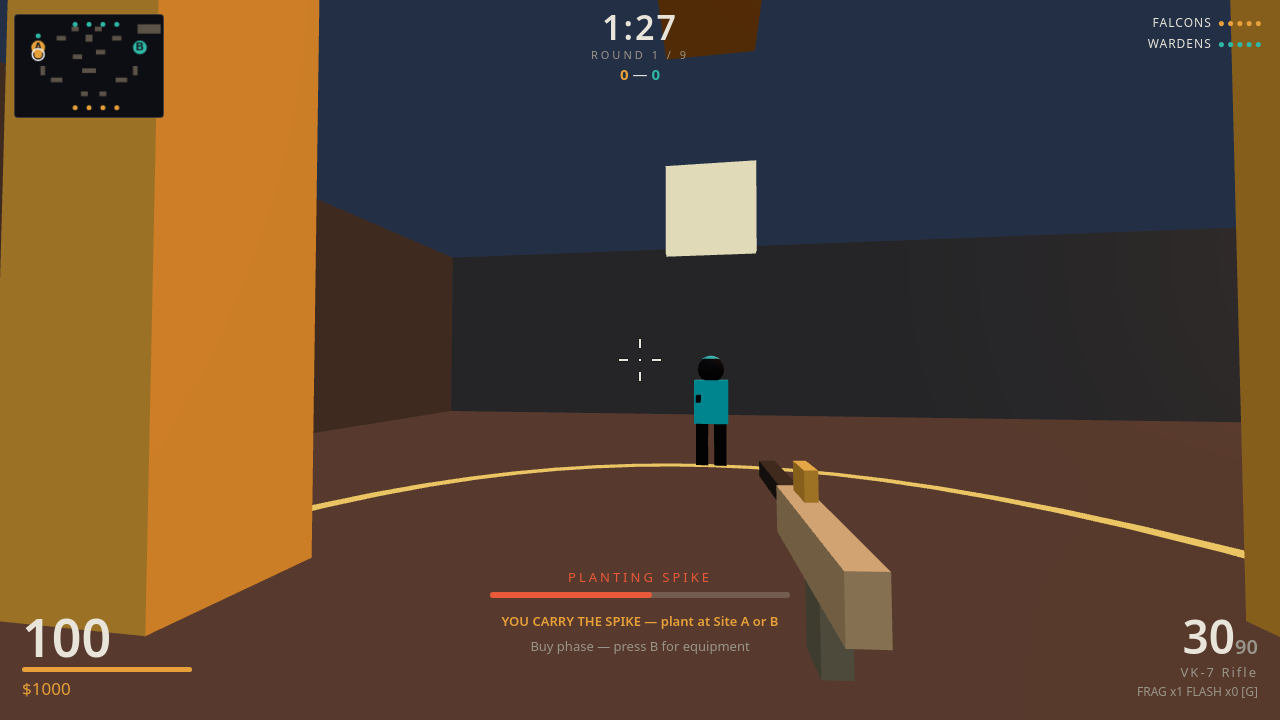 A
B
1:27
ROUND 1 / 9
0 — 0
FALCONS
WARDENS
PLANTING SPIKE
YOU CARRY THE SPIKE — plant at Site A or B
Buy phase — press B for equipment
100
$1000
30 90
VK-7 Rifle
FRAG x1 FLASH x0 [G]